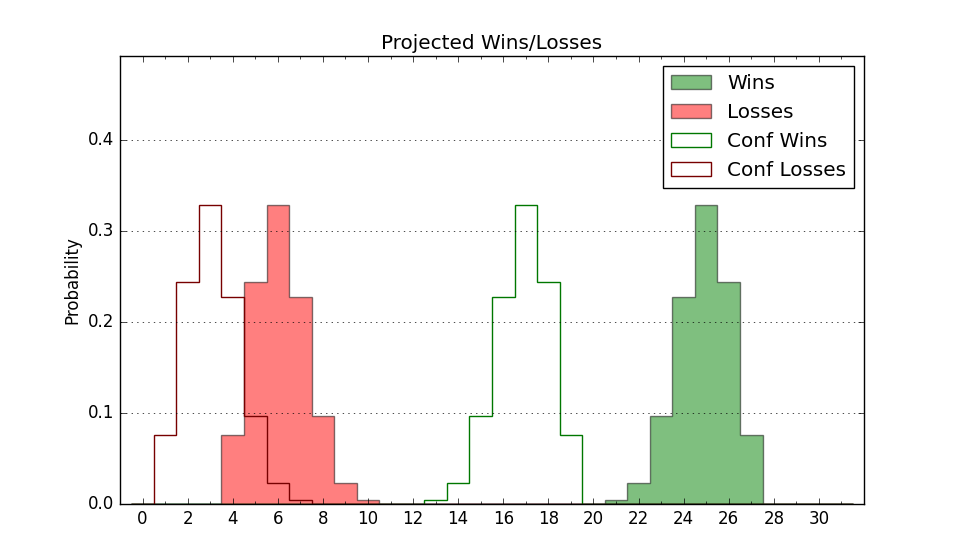 Projected Wins/Losses
Wins
Losses
Conf Wins
Conf Losses
Probability
0.4
0.3
0.2
0.1
0.0
0 2 4 6 8 10 12 14 16 18 20 22 24 26 28 30